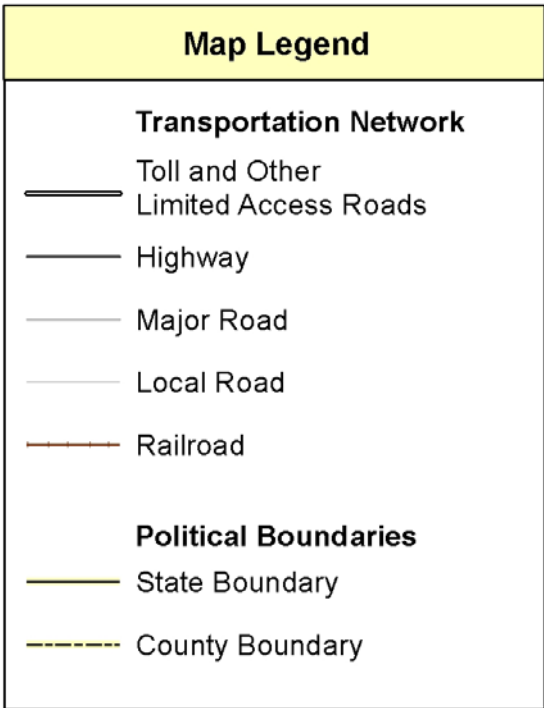 Map Legend
Transportation Network
Toll and Other
Limited Access Roads
Highway
Major Road
Local Road
Railroad
Political Boundaries
State Boundary
County Boundary